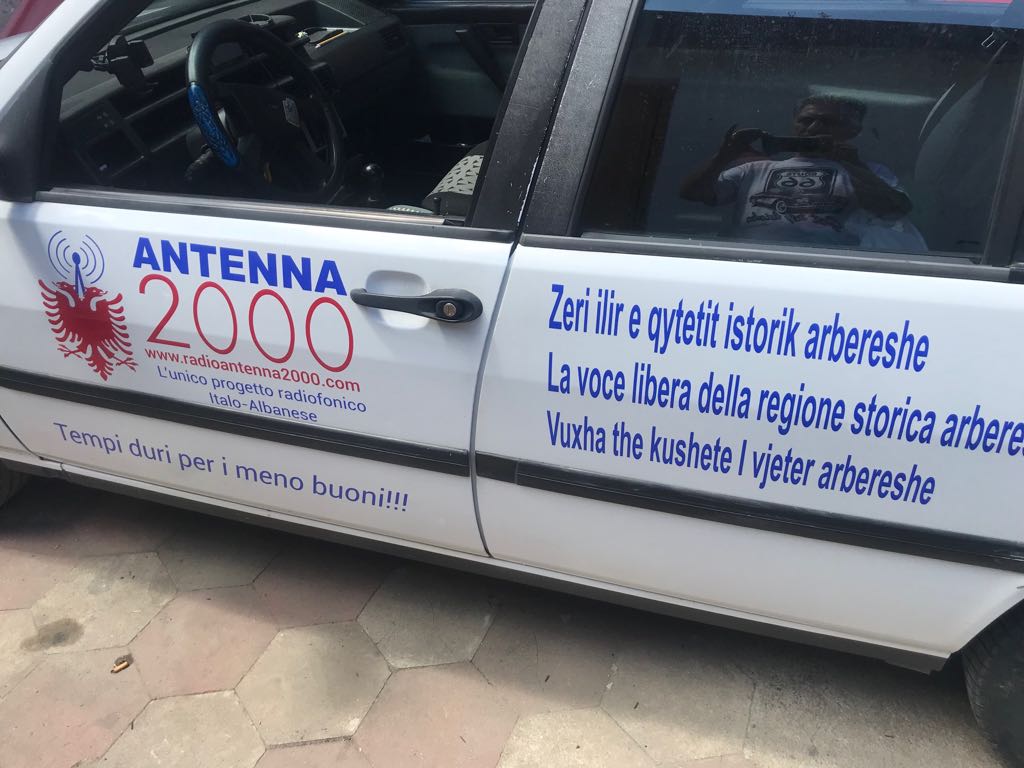 ANTENNA
2000
www.radioantenna2000.com
L'unico progetto radiofonico
Italo-Albanese
Tempi duri per i meno buoni!!!
Zeri ilir e qytetit istorik arbereshe
La voce libera della regione storica
Vuxha the kushete I vjeter arbereshe
66